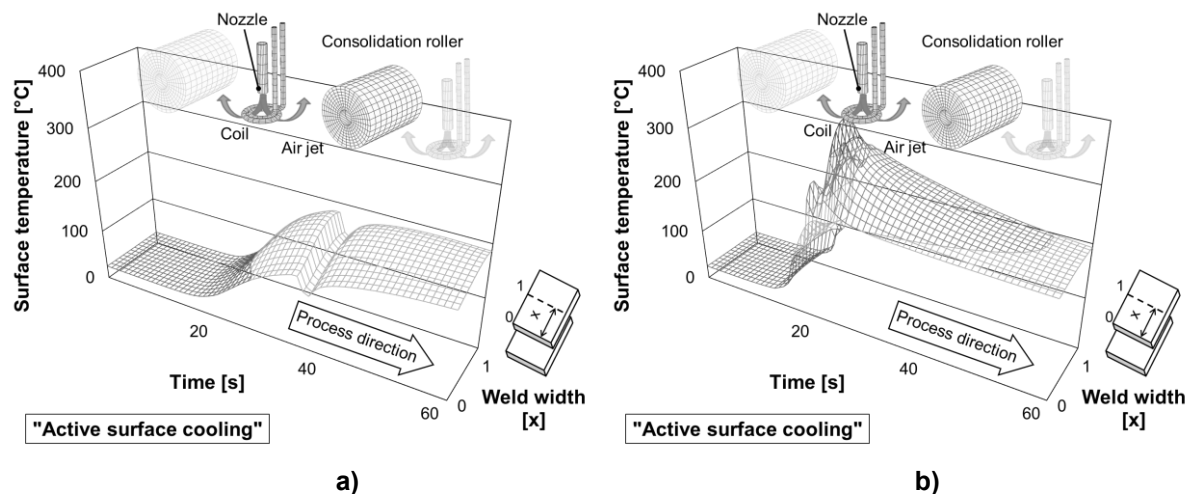 Nozzle
Consolidation roller
400
300
200
100
0
Surface temperature [°C]
Coil
Air jet
20
40
60
Time [s]
Process direction
1
0
x
1
0
Weld width
[x]
"Active surface cooling"
a)
Nozzle
Consolidation roller
400
300
200
100
0
Surface temperature [°C]
Coil
Air jet
20
40
60
Time [s]
Process direction
1
0
x
1
0
Weld width
[x]
"Active surface cooling"
b)